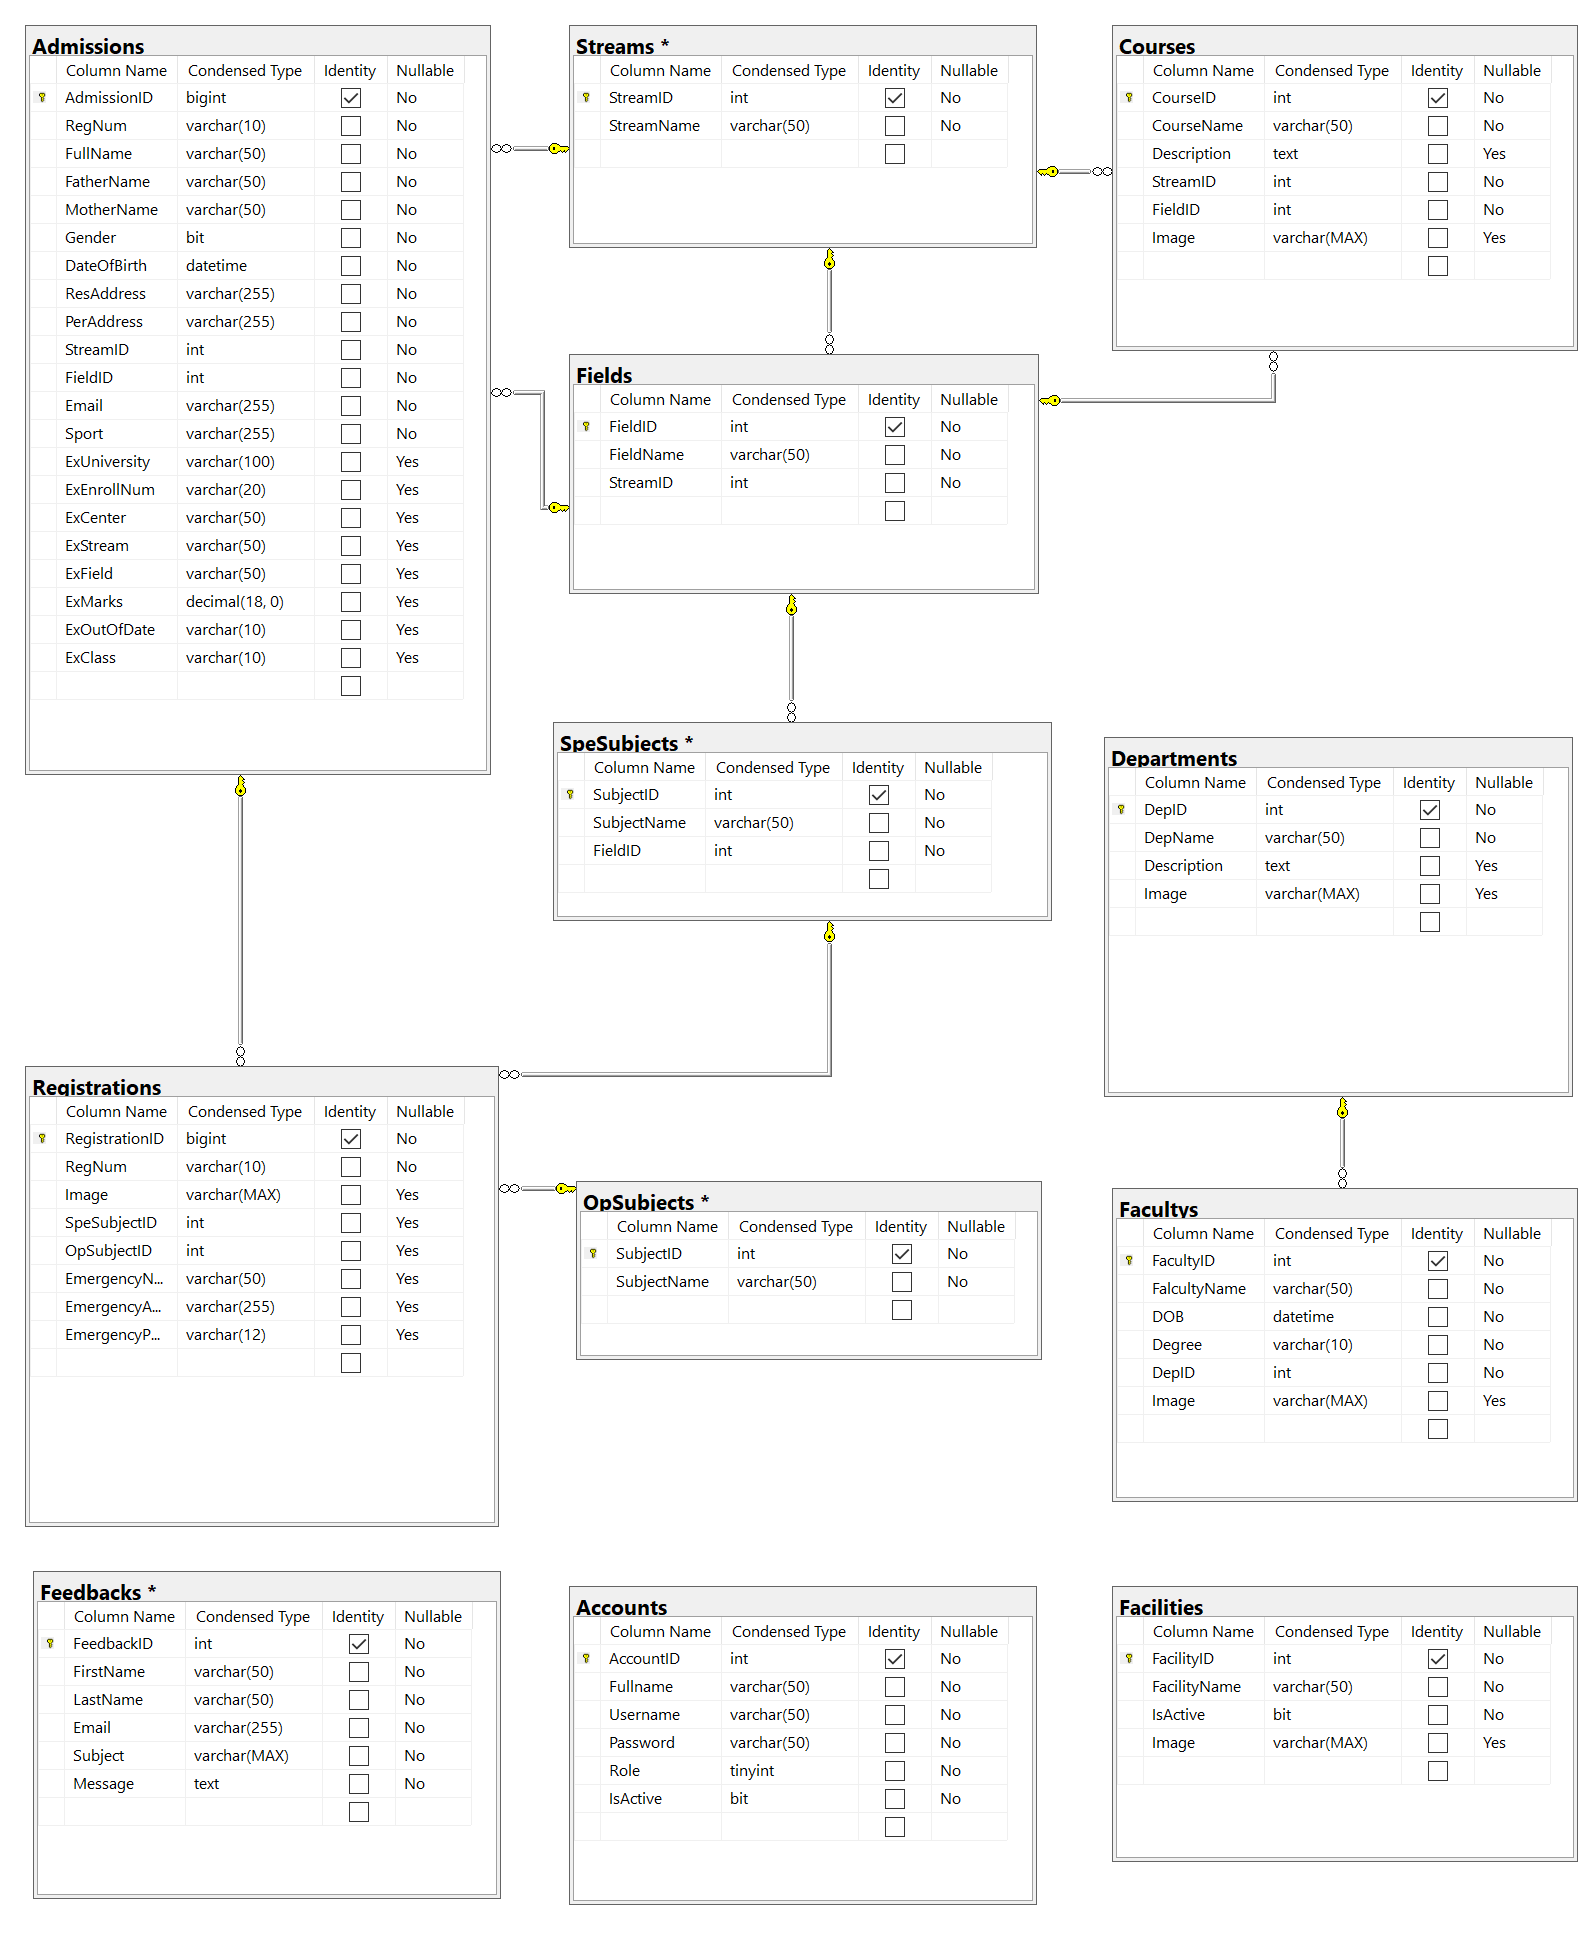 Admissions
Column Name Condensed Type Identity Nullable
AdmissionID bigint No
RegNum varchar(10) No
FullName varchar(50) No
FatherName varchar(50) No
MotherName varchar(50) No
Gender bit No
DateOfBirth datetime No
ResAddress varchar(255) No
PerAddress varchar(255) No
StreamID int No
FieldID int No
Email varchar(255) No
Sport varchar(255) No
ExUniversity varchar(100) Yes
ExEnrollNum varchar(20) Yes
ExCenter varchar(50) Yes
ExStream varchar(50) Yes
ExField varchar(50) Yes
ExMarks decimal(18, 0) Yes
ExOutOfDate varchar(10) Yes
ExClass varchar(10) Yes
Streams *
Column Name Condensed Type Identity Nullable
StreamID int No
StreamName varchar(50) No
Courses
Column Name Condensed Type Identity Nullable
CourseID int No
CourseName varchar(50) No
Description text Yes
StreamID int No
FieldID int No
Image varchar(MAX) Yes
Fields
Column Name Condensed Type Identity Nullable
FieldID int No
FieldName varchar(50) No
StreamID int No
SpeSubjects *
Column Name Condensed Type Identity Nullable
SubjectID int No
SubjectName varchar(50) No
FieldID int No
Departments
Column Name Condensed Type Identity Nullable
DepID int No
DepName varchar(50) No
Description text Yes
Image varchar(MAX) Yes
Registrations
Column Name Condensed Type Identity Nullable
RegistrationID bigint No
RegNum varchar(10) No
Image varchar(MAX) Yes
SpeSubjectID int Yes
OpSubjectID int Yes
EmergencyN... varchar(50) Yes
EmergencyA... varchar(255) Yes
EmergencyP... varchar(12) Yes
OpSubjects *
Column Name Condensed Type Identity Nullable
SubjectID int No
SubjectName varchar(50) No
Facultys
Column Name Condensed Type Identity Nullable
FacultyID int No
FalcultyName varchar(50) No
DOB datetime No
Degree varchar(10) No
DepID int No
Image varchar(MAX) Yes
Feedbacks *
Column Name Condensed Type Identity Nullable
FeedbackID int No
FirstName varchar(50) No
LastName varchar(50) No
Email varchar(255) No
Subject varchar(MAX) No
Message text No
Accounts
Column Name Condensed Type Identity Nullable
AccountID int No
Fullname varchar(50) No
Username varchar(50) No
Password varchar(50) No
Role tinyint No
IsActive bit No
Facilities
Column Name Condensed Type Identity Nullable
FacilityID int No
FacilityName varchar(50) No
IsActive bit No
Image varchar(MAX) Yes